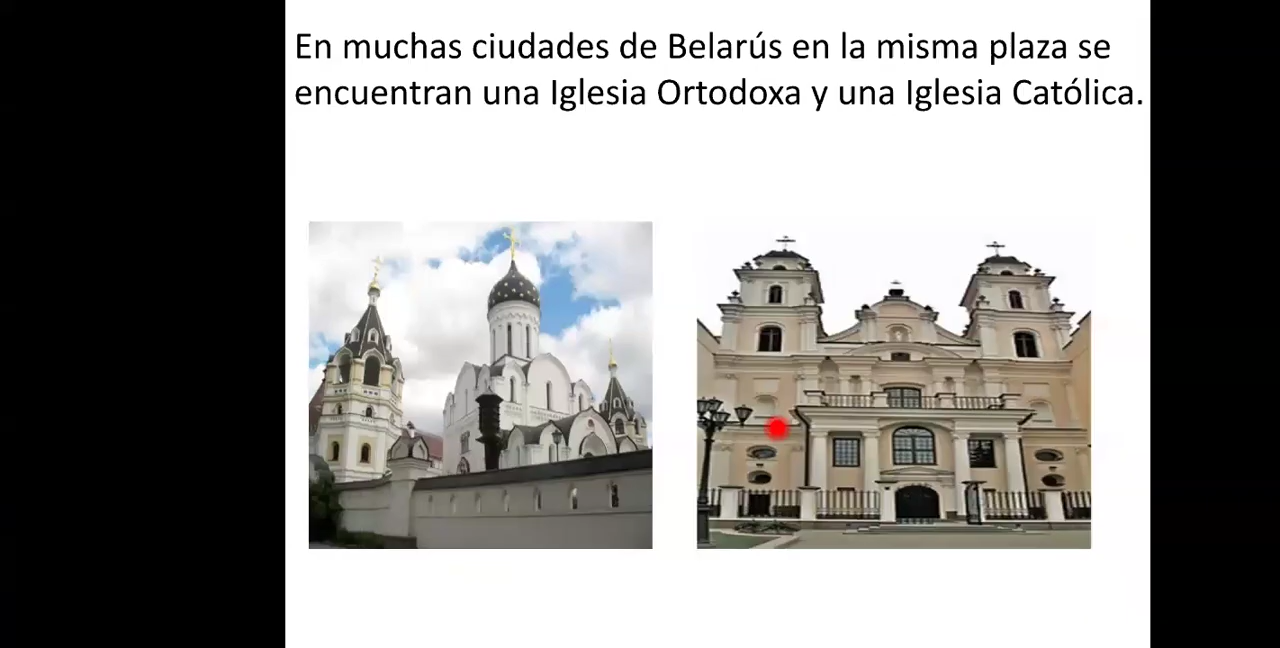 En muchas ciudades de Belarús en la misma plaza se
encuentran una Iglesia Ortodoxa y una Iglesia Católica.